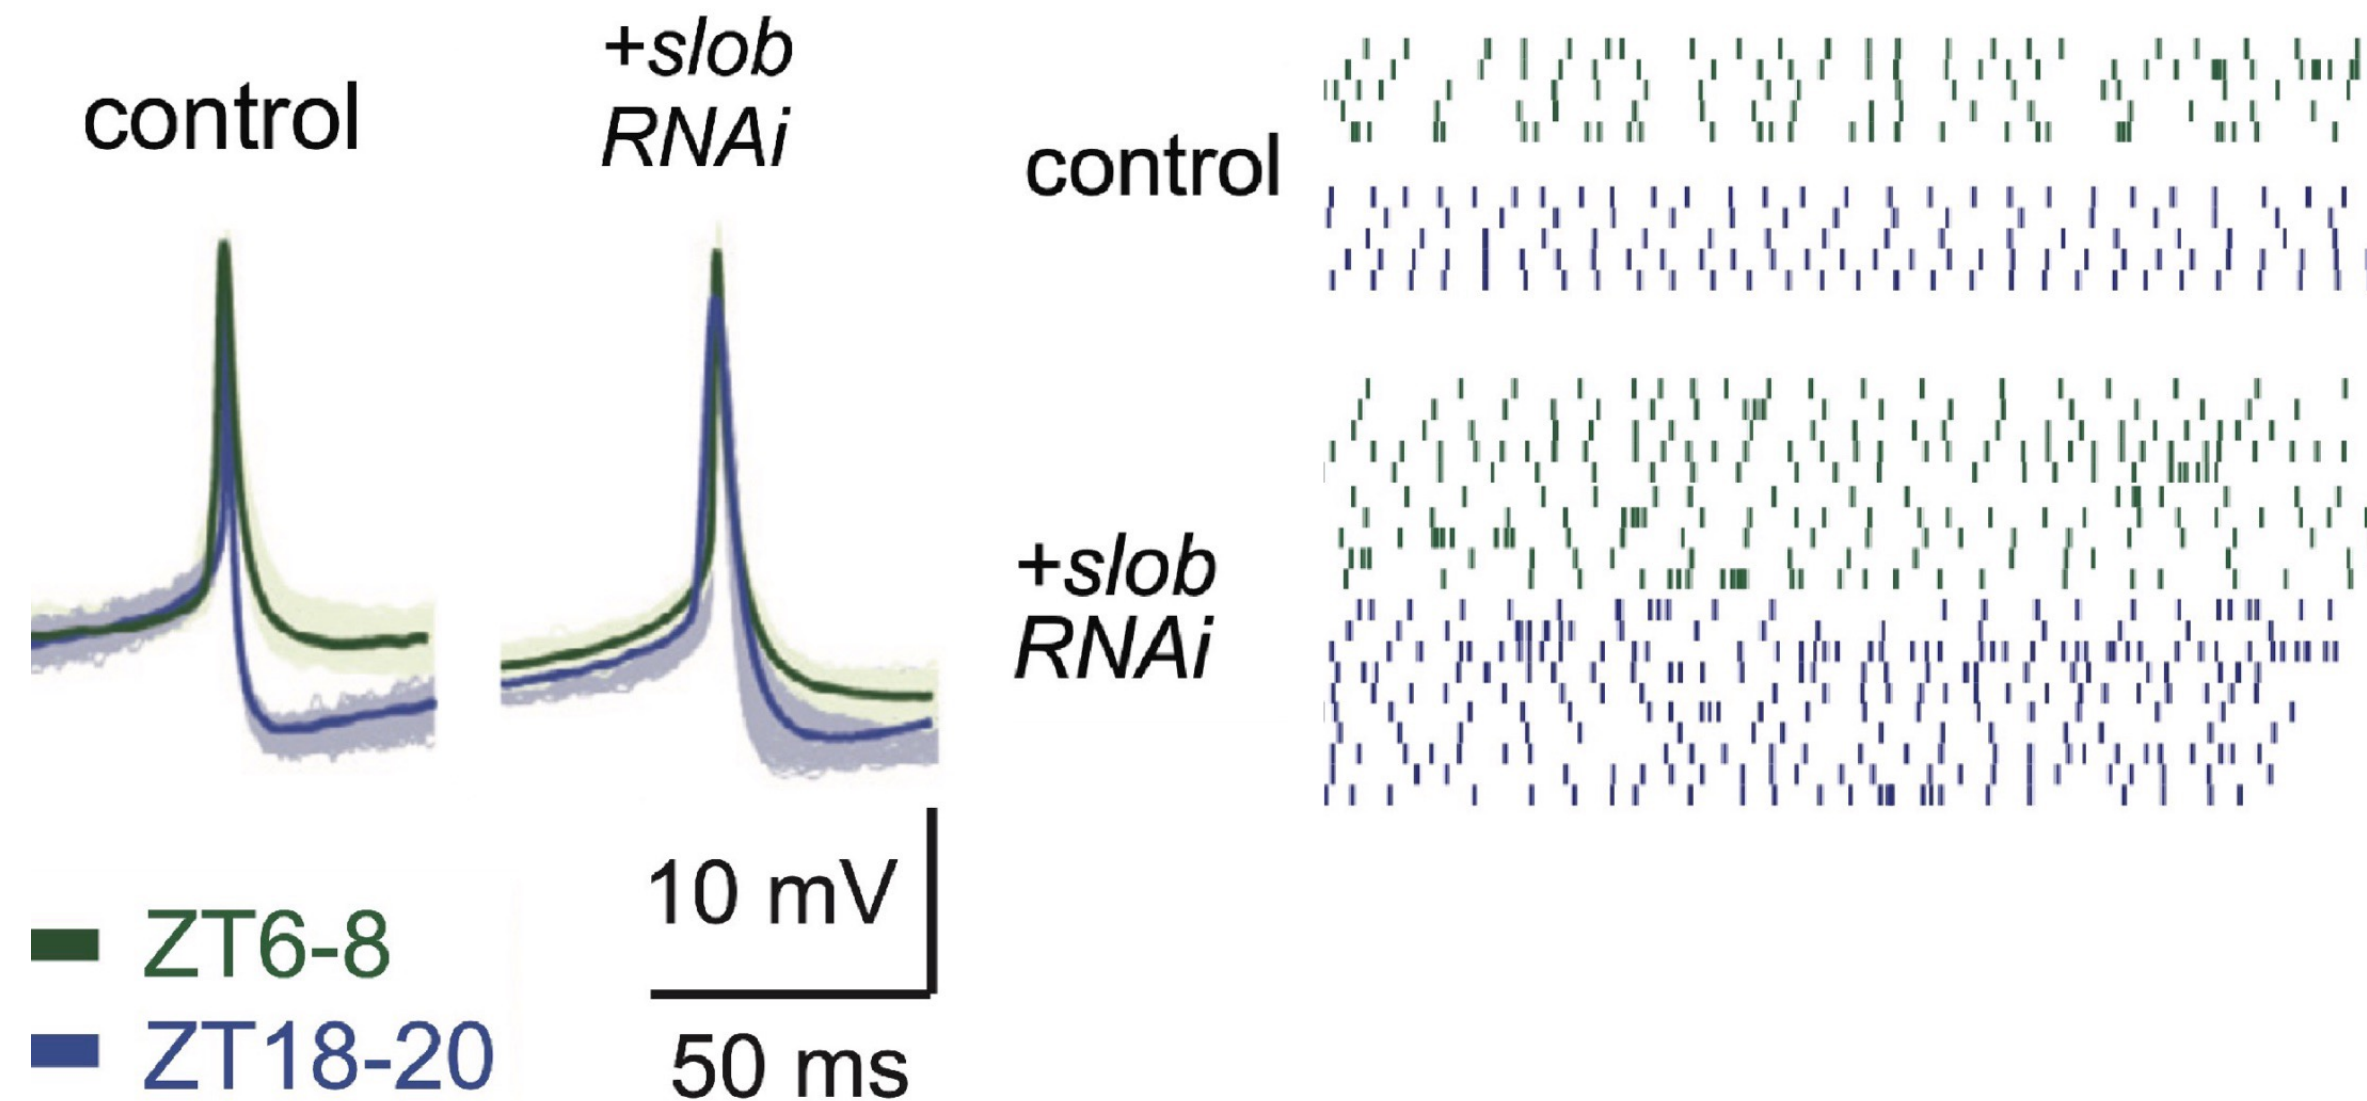 control
+slob
RNAi
control
+slob
RNAi
10 mV
50 ms
ZT6-8
ZT18-20